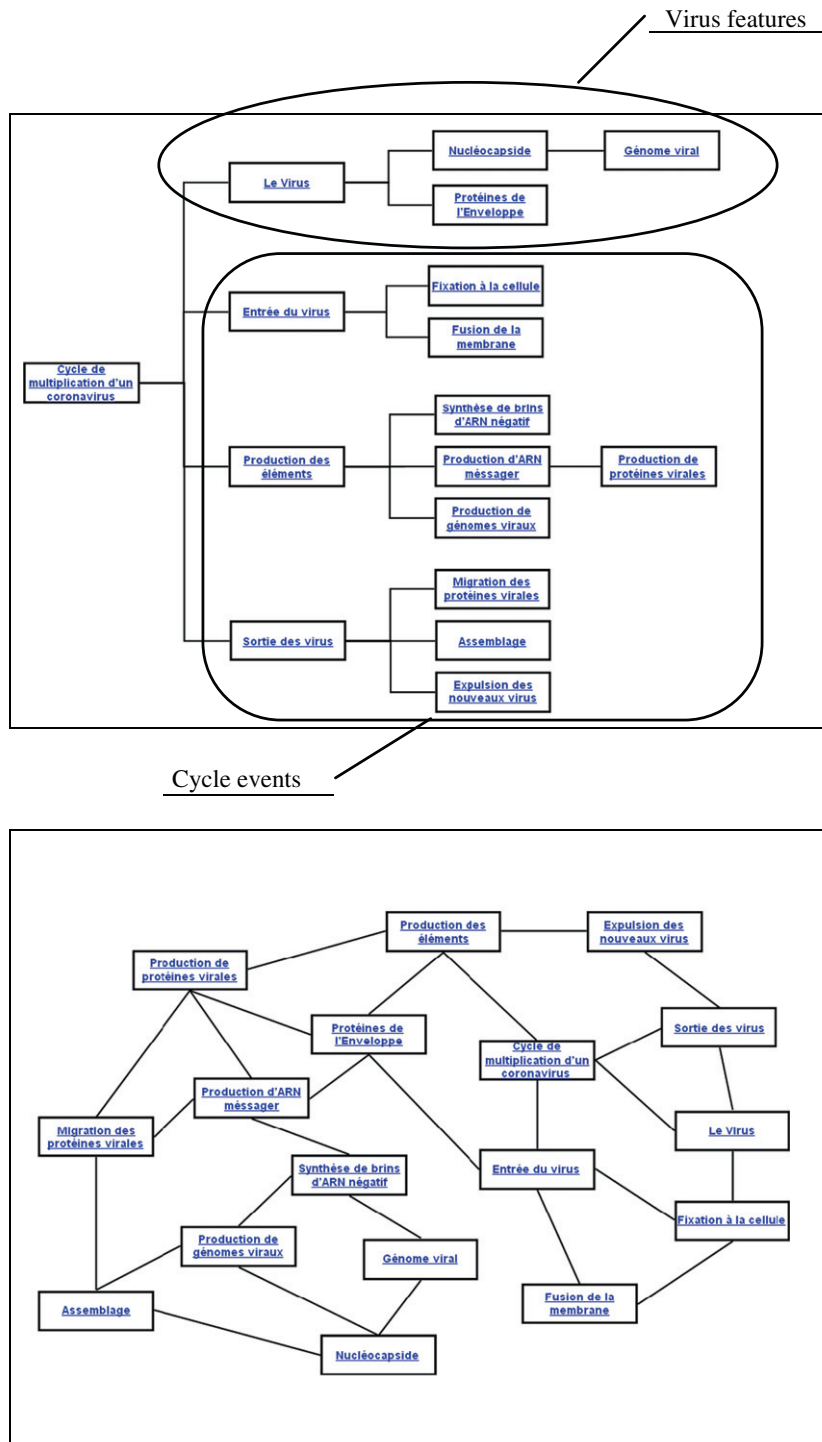 Virus features
Nucléocapside
Génome viral
Le Virus
Protéines de
l'Enveloppe
Fixation à la cellule
Entrée du virus
Fusion de la
membrane
Cycle de
multiplication d'un
coronavirus
Synthèse de brins
d'ARN négatif
Production des
éléments
Production d'ARN
méssager
Production de
protéines virales
Production de
génomes viraux
Migration des
protéines virales
Sortie des virus
Assemblage
Expulsion des
nouveaux virus
Cycle events
Production des
éléments
Expulsion des
nouveaux virus
Production de
protéines virales
Protéines de
l'Enveloppe
Sortie des virus
Cycle de
multiplication d'un
coronavirus
Production d'ARN
méssager
Migration des
protéines virales
Le Virus
Synthèse de brins
d'ARN négatif
Entrée du virus
Fixation à la cellule
Production de
génomes viraux
Génome viral
Assemblage
Fusion de la
membrane
Nucléocapside